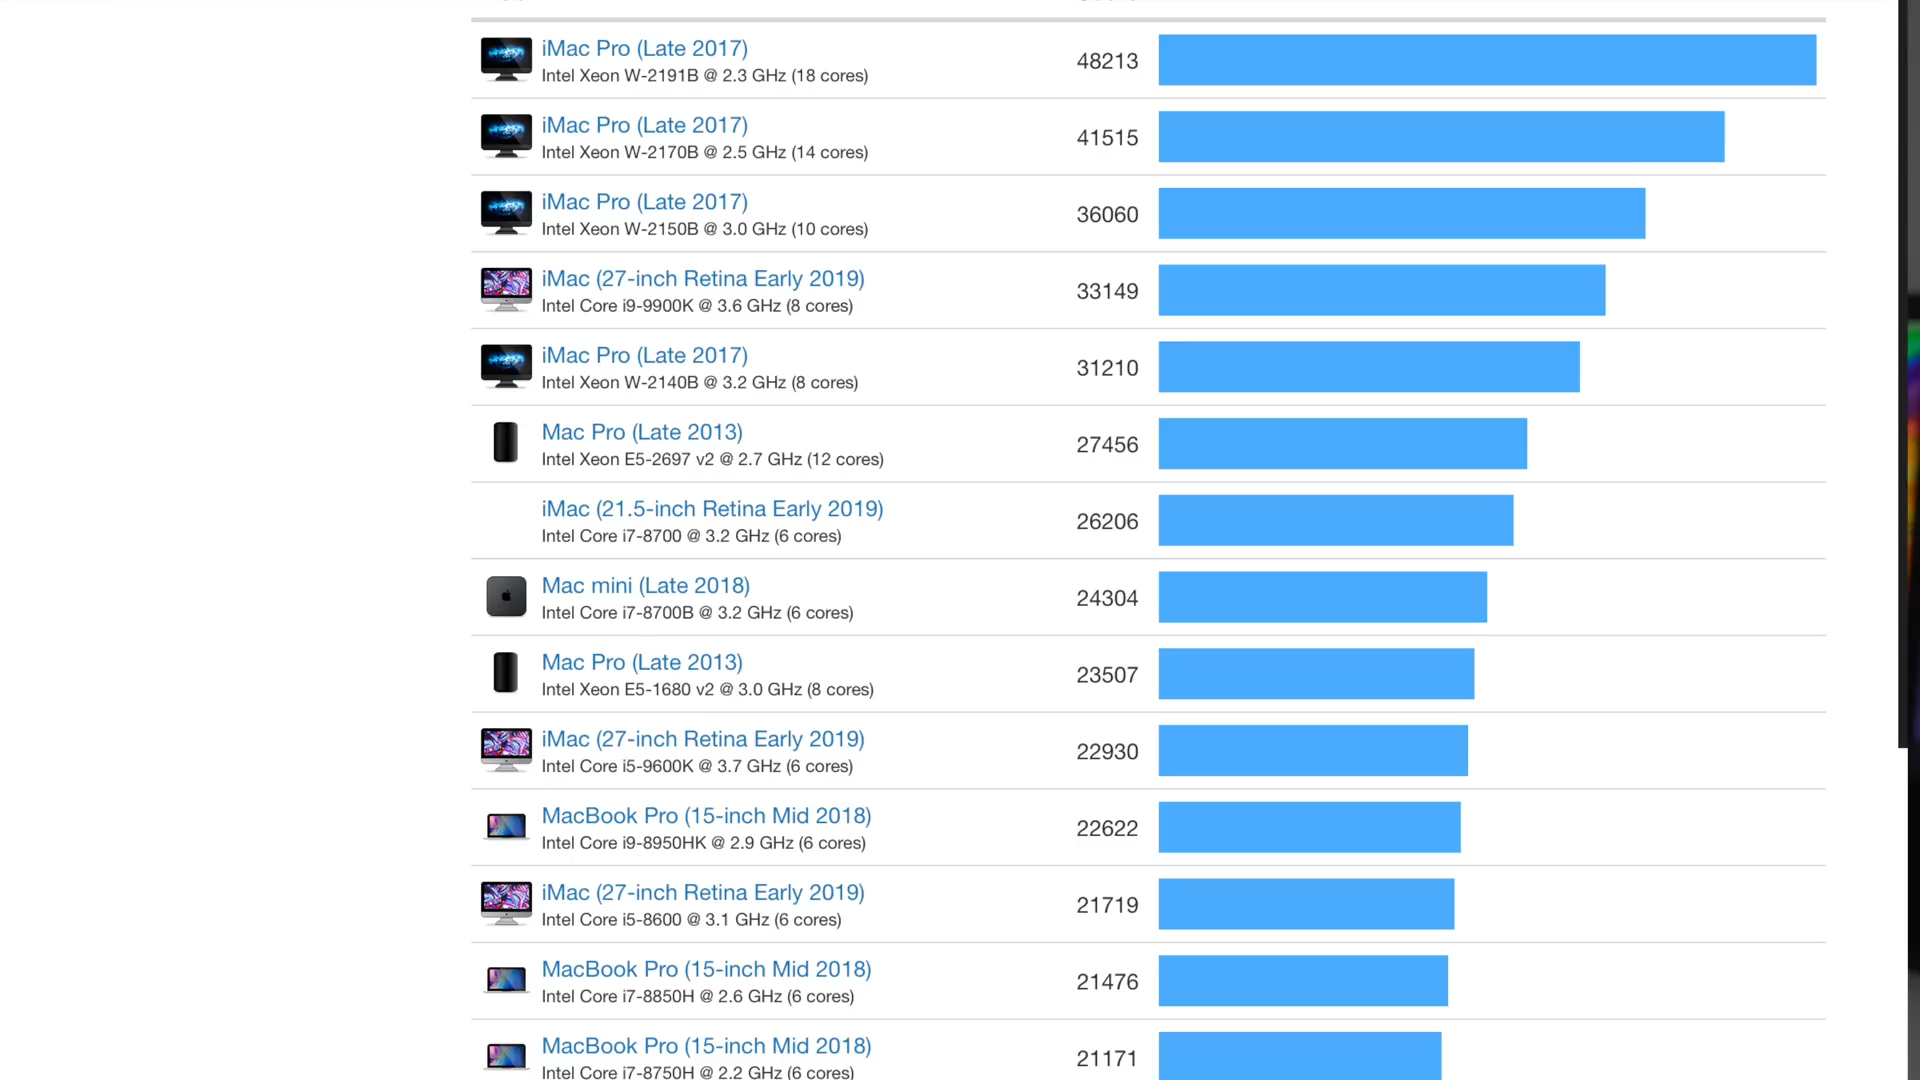 iMac Pro (Late 2017)
Intel Xeon W-2191B @ 2.3 GHz (18 cores)
48213
iMac Pro (Late 2017)
Intel Xeon W-2170B @ 2.5 GHz (14 cores)
41515
iMac Pro (Late 2017)
Intel Xeon W-2150B @ 3.0 GHz (10 cores)
36060
iMac (27-inch Retina Early 2019)
Intel Core i9-9900K @ 3.6 GHz (8 cores)
33149
iMac Pro (Late 2017)
Intel Xeon W-2140B @ 3.2 GHz (8 cores)
31210
Mac Pro (Late 2013)
Intel Xeon E5-2697 v2 @ 2.7 GHz (12 cores)
27456
iMac (21.5-inch Retina Early 2019)
Intel Core i7-8700 @ 3.2 GHz (6 cores)
26206
Mac mini (Late 2018)
Intel Core i7-8700B @ 3.2 GHz (6 cores)
24304
Mac Pro (Late 2013)
Intel Xeon E5-1680 v2 @ 3.0 GHz (8 cores)
23507
iMac (27-inch Retina Early 2019)
Intel Core i5-9600K @ 3.7 GHz (6 cores)
22930
MacBook Pro (15-inch Mid 2018)
Intel Core i9-8950HK @ 2.9 GHz (6 cores)
22622
iMac (27-inch Retina Early 2019)
Intel Core i5-8600 @ 3.1 GHz (6 cores)
21719
MacBook Pro (15-inch Mid 2018)
Intel Core i7-8850H @ 2.6 GHz (6 cores)
21476
MacBook Pro (15-inch Mid 2018)
Intel Core i7-8750H @ 2.2 GHz (6 cores)
21171